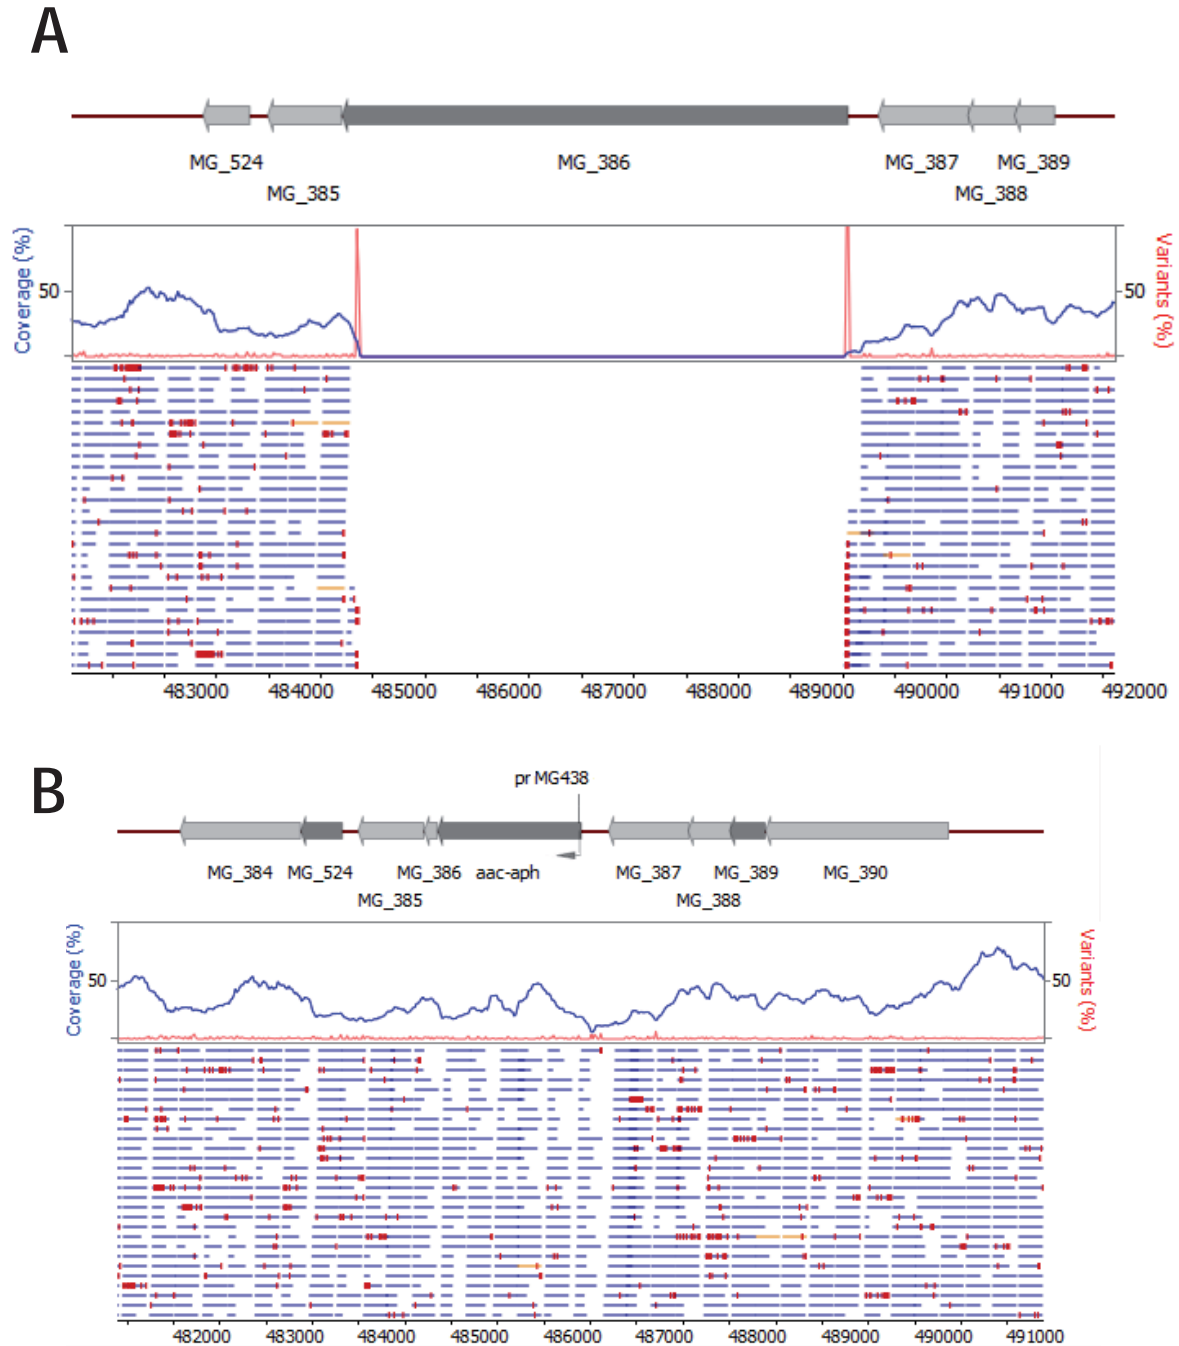 A
MG_524 MG_386 MG_387 MG_389
MG_385 MG_388
Coverage (%)
50
50
Variants (%)
483000 484000 485000 486000 487000 488000 489000 490000 491000 492000
B
pr MG438
MG_384 MG_524 MG_386 aac-aph MG_387 MG_389 MG_390
MG_385 MG_388
Coverage (%)
50
50
Variants (%)
482000 483000 484000 485000 486000 487000 488000 489000 490000 491000